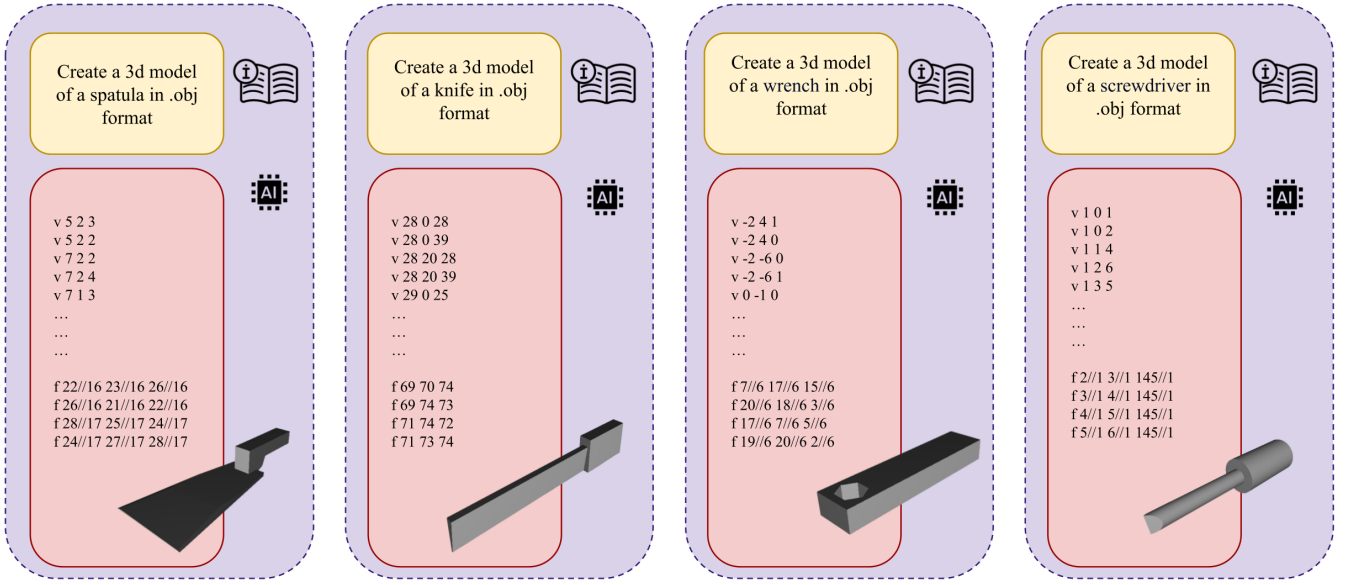 Create a 3d model
of a spatula in .obj
format
i
AI
v 5 2 3
v 5 2 2
v 7 2 2
v 7 2 4
v 7 1 3
…
…
…
f 22//16 23//16 26//16
f 26//16 21//16 22//16
f 28//17 25//17 24//17
f 24//17 27//17 28//17
Create a 3d model
of a knife in .obj
format
i
AI
v 28 0 28
v 28 0 39
v 28 20 28
v 28 20 39
v 29 0 25
…
…
…
f 69 70 74
f 69 74 73
f 71 74 72
f 71 73 74
Create a 3d model
of a wrench in .obj
format
i
AI
v -2 4 1
v -2 4 0
v -2 -6 0
v -2 -6 1
v 0 -1 0
…
…
…
f 7//6 17//6 15//6
f 20//6 18//6 3//6
f 17//6 7//6 5//6
f 19//6 20//6 2//6
Create a 3d model
of a screwdriver in
.obj format
i
AI
v 1 0 1
v 1 0 2
v 1 1 4
v 1 2 6
v 1 3 5
…
…
…
f 2//1 3//1 145//1
f 3//1 4//1 145//1
f 4//1 5//1 145//1
f 5//1 6//1 145//1